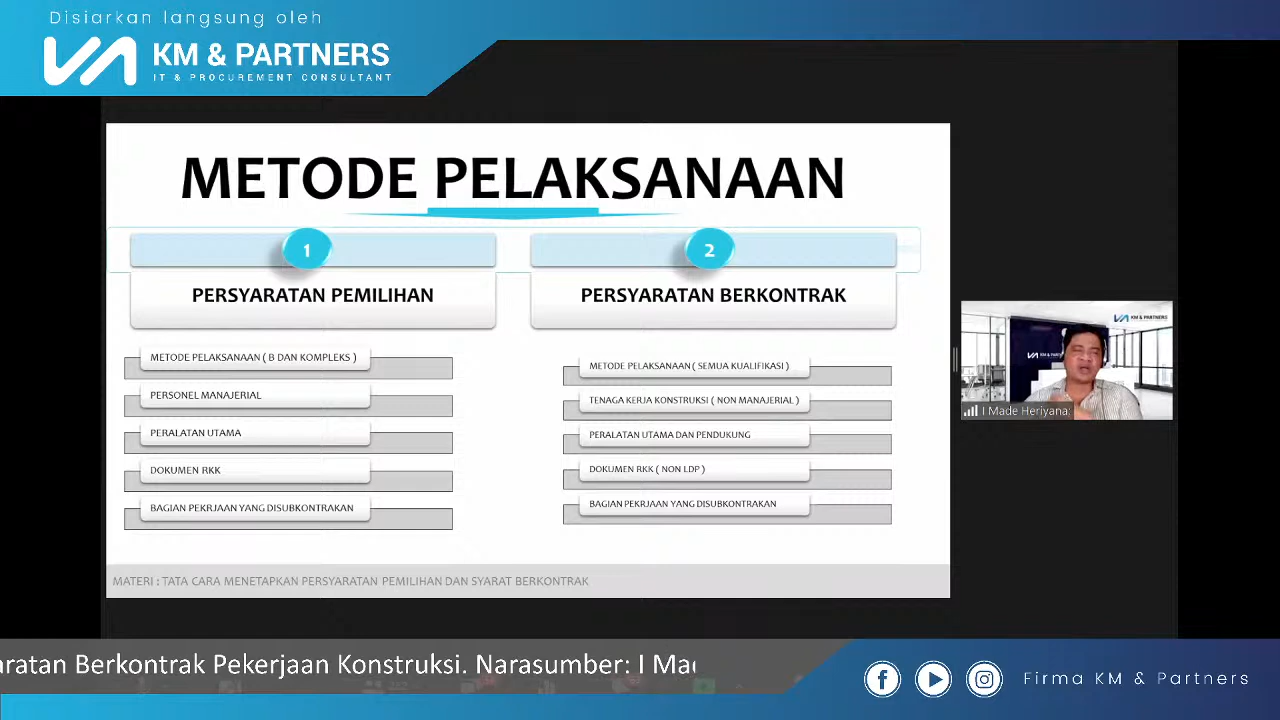 Disiarkan langsung oleh
KM & PARTNERS
IT & PROCUREMENT CONSULTANT
METODE PELAKSANAAN
1
PERSYARATAN PEMILIHAN
METODE PELAKSANAAN ( B DAN KOMPLEKS )
PERSONEL MANAJERIAL
PERALATAN UTAMA
DOKUMEN RKK
BAGIAN PEKRJAAN YANG DISUBKONTRAKAN
2
PERSYARATAN BERKONTRAK
METODE PELAKSANAAN ( SEMUA KUALIFIKASI )
TENAGA KERJA KONSTRUKSI ( NON MANAJERIAL )
PERALATAN UTAMA DAN PENDUKUNG
DOKUMEN RKK ( NON LDP )
BAGIAN PEKRJAAN YANG DISUBKONTRAKAN
MATERI : TATA CARA MENETAPKAN PERSYARATAN PEMILIHAN DAN SYARAT BERKONTRAK
KM & PARTNERS
I Made Heriyana:
aratan Berkontrak Pekerjaan Konstruksi. Narasumber: I Mad
Firma KM & Partners